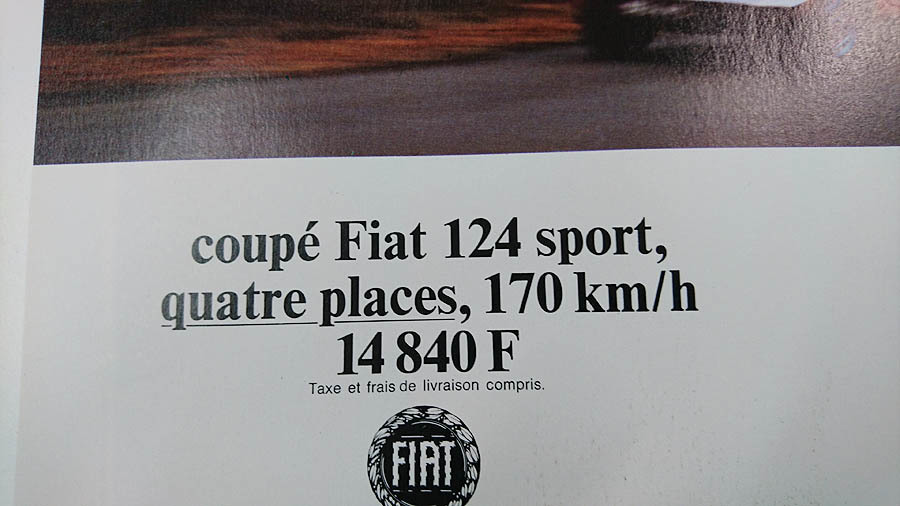 coupé Fiat 124 sport,
quatre places, 170 km/h
14 840 F
Taxe et frais de livraison compris.
FIAT